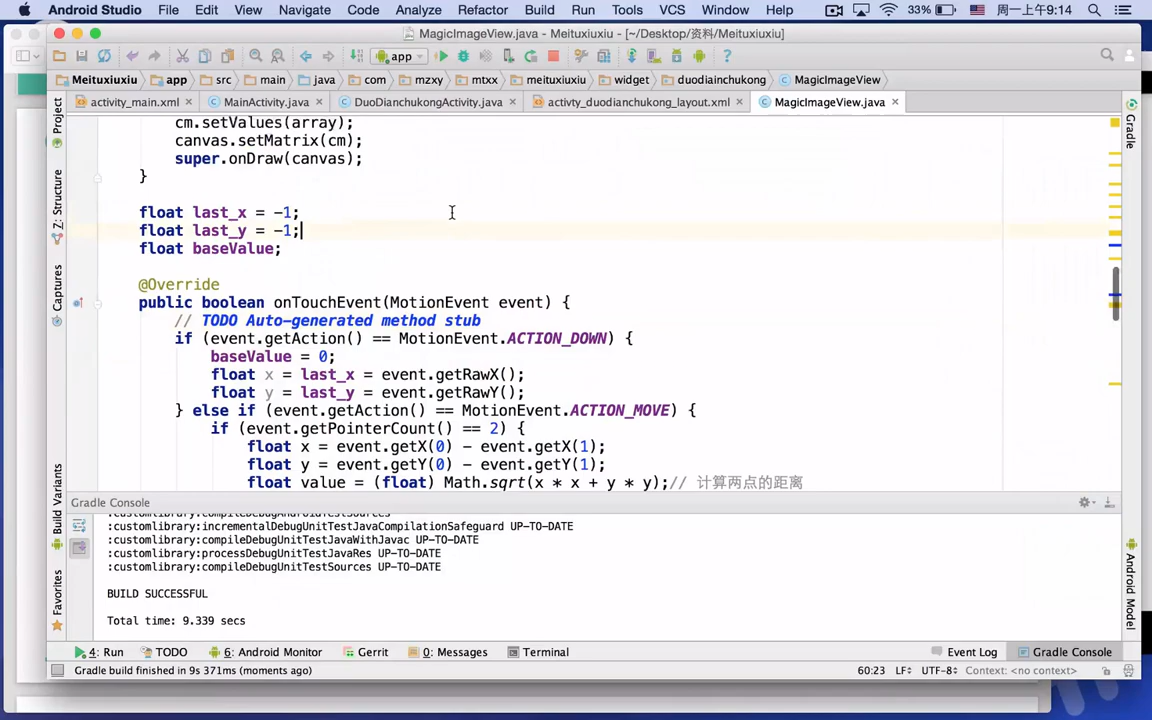 Android Studio File Edit View Navigate Code Analyze Refactor Build Run Tools VCS Window Help 33% 周一上午9:14
MagicImageView.java - Meituxiuxiu - [~/Desktop/资料/Meituxiuxiu]
app
Meituxiuxiu app src main java com mzxy mtxx meituxiuxiu widget duodianchukong MagicImageView
activity_main.xml MainActivity.java DuoDianchukongActivity.java activty_duodianchukong_layout.xml MagicImageView.java
cm.setValues(array);
canvas.setMatrix(cm);
super.onDraw(canvas);
}
float last_x = -1;
float last_y = -1;
float baseValue;
@Override
public boolean onTouchEvent(MotionEvent event) {
// TODO Auto-generated method stub
if (event.getAction() == MotionEvent.ACTION_DOWN) {
baseValue = 0;
float x = last_x = event.getRawX();
float y = last_y = event.getRawY();
} else if (event.getAction() == MotionEvent.ACTION_MOVE) {
if (event.getPointerCount() == 2) {
float x = event.getX(0) - event.getX(1);
float y = event.getY(0) - event.getY(1);
float value = (float) Math.sqrt(x * x + y * y);// 计算两点的距离
Project
Z: Structure
Captures
Build Variants
Favorites
Gradle
Android Model
Gradle Console
:customlibrary:incrementalDebugUnitTestJavaCompilationSafeguard UP-TO-DATE
:customlibrary:compileDebugUnitTestJavaWithJavac UP-TO-DATE
:customlibrary:processDebugUnitTestJavaRes UP-TO-DATE
:customlibrary:compileDebugUnitTestSources UP-TO-DATE
BUILD SUCCESSFUL
Total time: 9.339 secs
4: Run TODO 6: Android Monitor Gerrit 0: Messages Terminal Event Log Gradle Console
Gradle build finished in 9s 371ms (moments ago) 60:23 LF÷ UTF-8÷ Context: <no context>